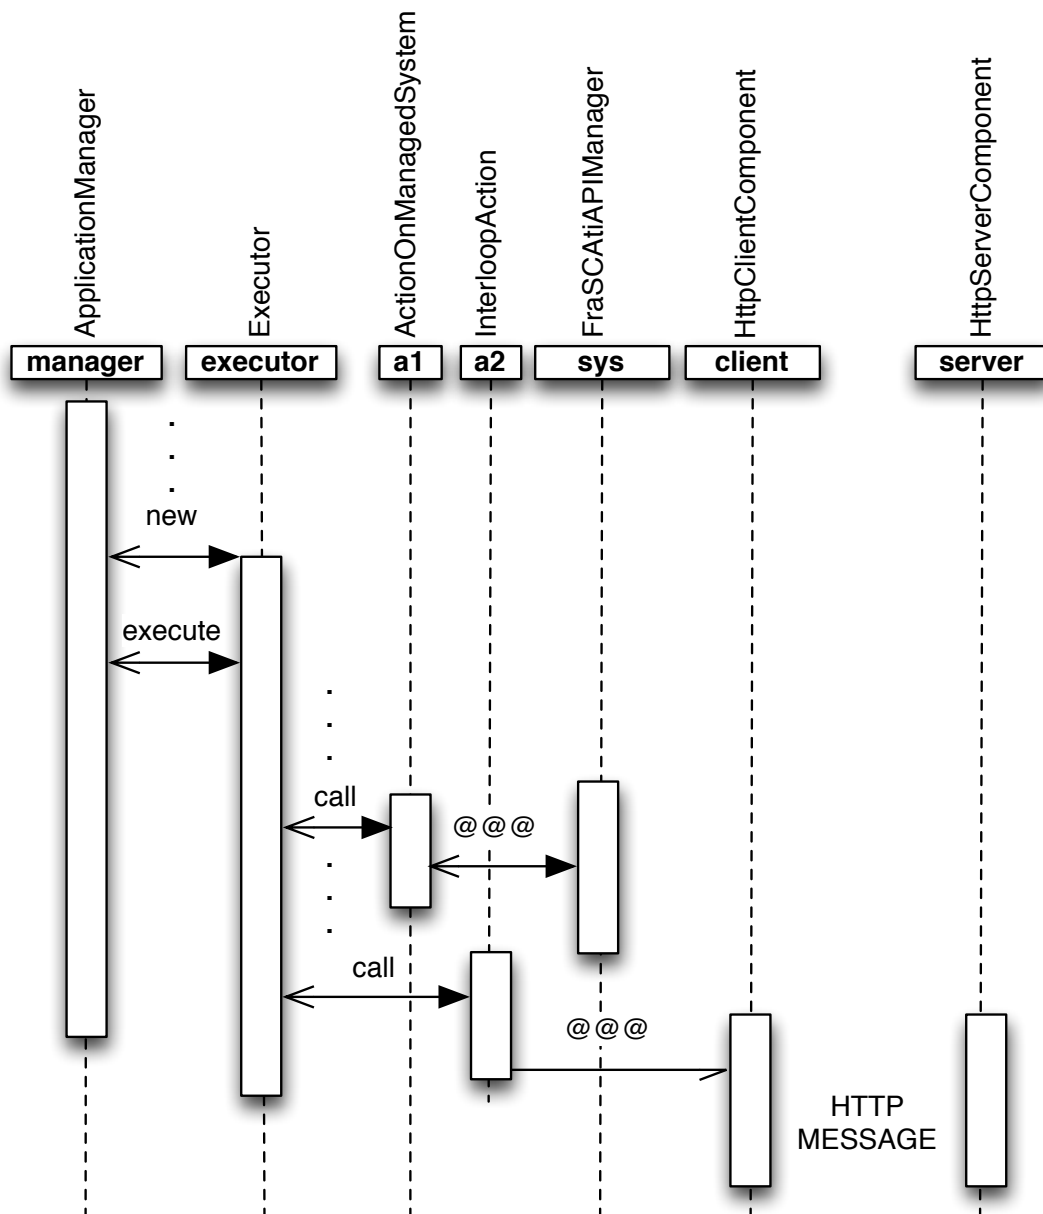 ApplicationManager
Executor
ActionOnManagedSystem
InterloopAction
FraSCAtiAPIManager
HttpClientComponent
HttpServerComponent
manager
executor
a1
a2
sys
client
server
new
execute
call
@@@
call
@@@
HTTP
MESSAGE